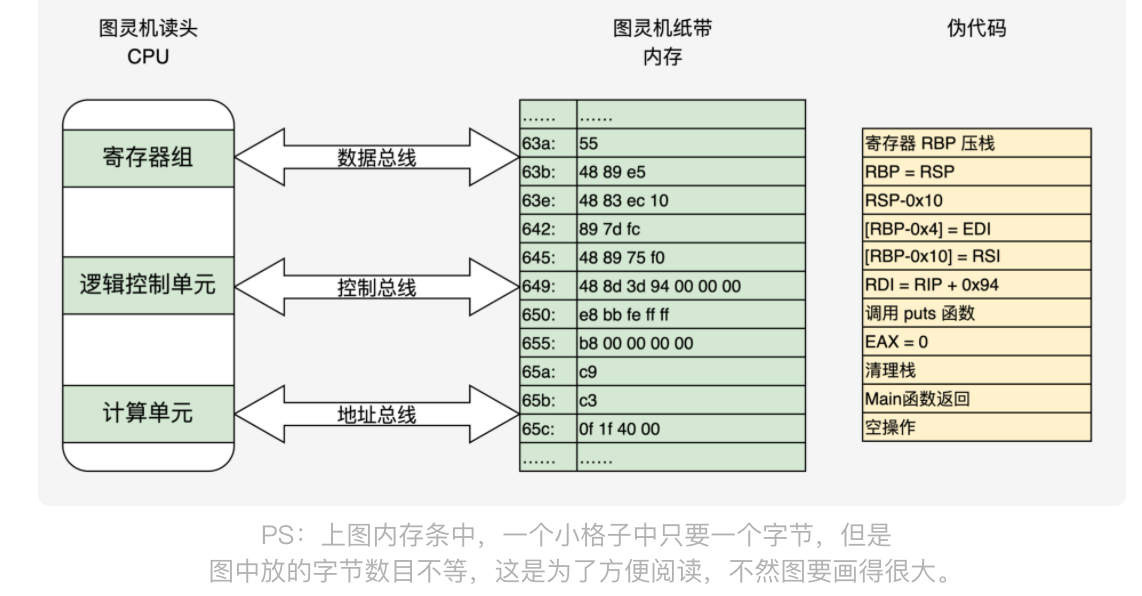 图灵机读头
CPU
图灵机纸带
内存
伪代码
寄存器组
逻辑控制单元
计算单元
数据总线
控制总线
地址总线
…… ……
63a: 55
63b: 48 89 e5
63e: 48 83 ec 10
642: 89 7d fc
645: 48 89 75 f0
649: 48 8d 3d 94 00 00 00
650: e8 bb fe ff ff
655: b8 00 00 00 00
65a: c9
65b: c3
65c: 0f 1f 40 00
…… ……
寄存器 RBP 压栈
RBP = RSP
RSP-0x10
[RBP-0x4] = EDI
[RBP-0x10] = RSI
RDI = RIP + 0x94
调用 puts 函数
EAX = 0
清理栈
Main函数返回
空操作
PS：上图内存条中，一个小格子中只要一个字节，但是
图中放的字节数目不等，这是为了方便阅读，不然图要画得很大。